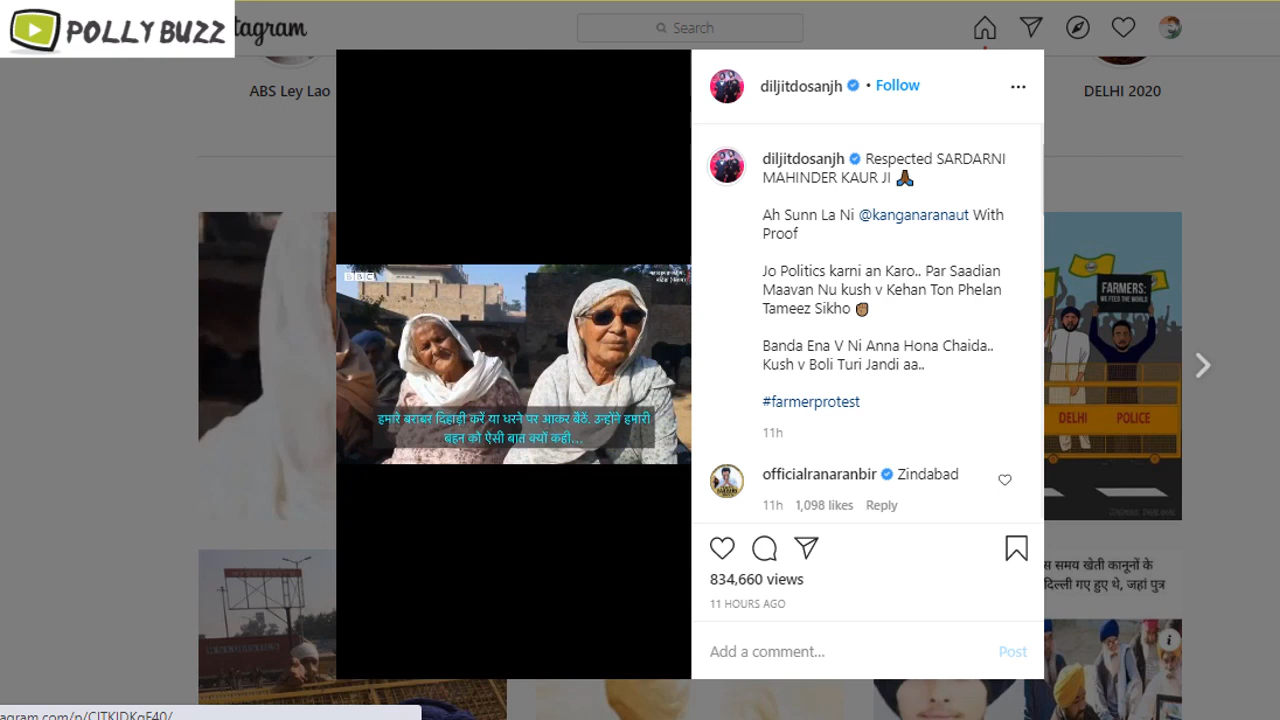 POLLY BUZZ
tagram
Search
ABS Ley Lao
DELHI 2020
diljitdosanjh • Follow
BBC
हमारे बराबर दिहाड़ी करें या धरने पर आकर बैठें. उन्होंने हमारी
बहन को ऐसी बात क्यों कही...
diljitdosanjh Respected SARDARNI
MAHINDER KAUR JI 🙏🏾
Ah Sunn La Ni @kanganaranaut With
Proof
Jo Politics karni an Karo.. Par Saadian
Maavan Nu kush v Kehan Ton Phelan
Tameez Sikho ✊🏽
Banda Ena V Ni Anna Hona Chaida..
Kush v Boli Turi Jandi aa..
#farmerprotest
11h
officialranaranbir Zindabad
11h 1,098 likes Reply
834,660 views
11 HOURS AGO
Add a comment... Post
FARMERS:
WE FEED THE WORLD
DELHI POLICE
स समय खेती कानूनों के
दिल्ली गए हुए थे, जहां पुत्र